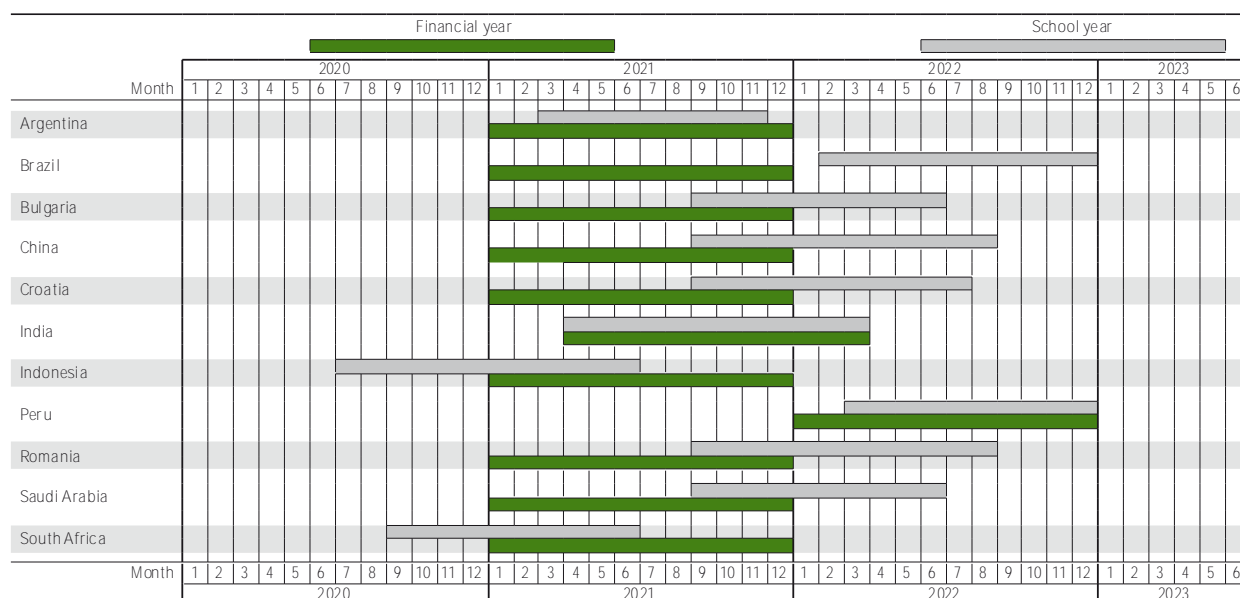 Financial year School year
2020 2021 2022 2023
Month 1 2 3 4 5 6 7 8 9 10 11 12 1 2 3 4 5 6 7 8 9 10 11 12 1 2 3 4 5 6 7 8 9 10 11 12 1 2 3 4 5 6
Argentina
Brazil
Bulgaria
China
Croatia
India
Indonesia
Peru
Romania
Saudi Arabia
South Africa
Month 1 2 3 4 5 6 7 8 9 10 11 12 1 2 3 4 5 6 7 8 9 10 11 12 1 2 3 4 5 6 7 8 9 10 11 12 1 2 3 4 5 6
2020 2021 2022 2023